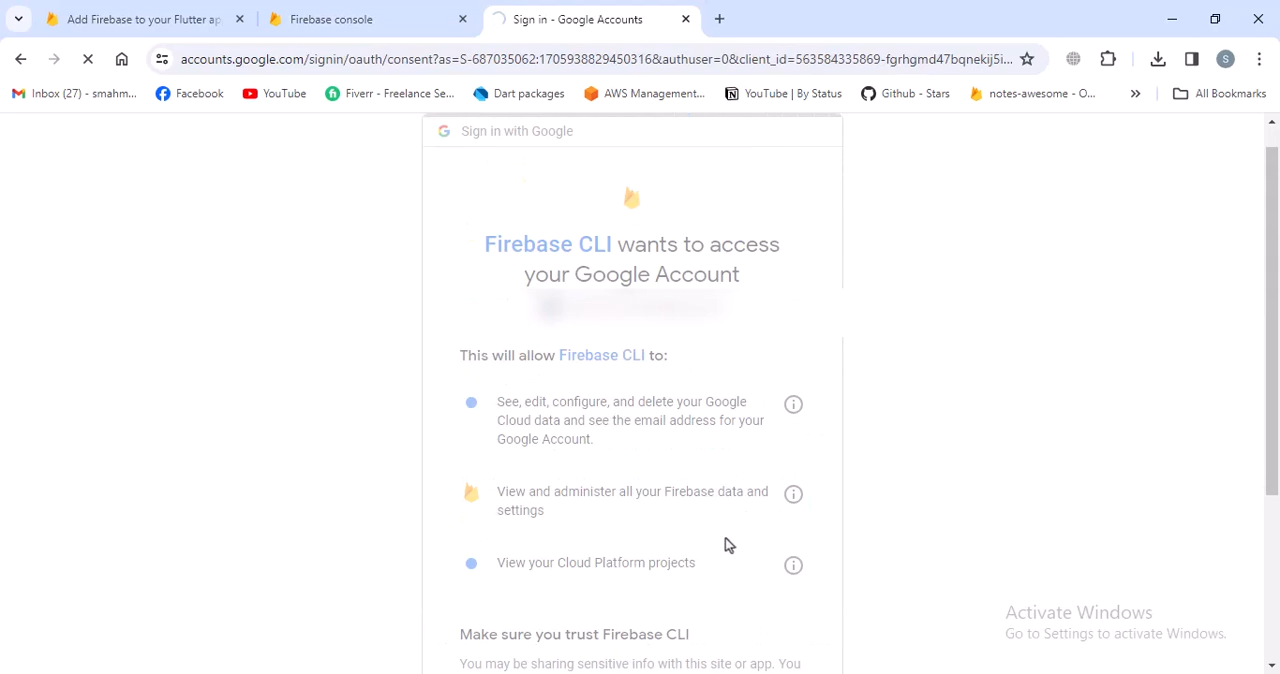 Add Firebase to your Flutter ap
Firebase console
Sign in - Google Accounts
accounts.google.com/signin/oauth/consent?as=S-687035062:1705938829450316&authuser=0&client_id=563584335869-fgrhgmd47bqnekij5i...
S
Inbox (27) - smahm...
Facebook
YouTube
Fiverr - Freelance Se...
Dart packages
AWS Management...
YouTube | By Status
Github - Stars
notes-awesome - O...
All Bookmarks
Sign in with Google
Firebase CLI wants to access
your Google Account
This will allow Firebase CLI to:
See, edit, configure, and delete your Google
Cloud data and see the email address for your
Google Account.
View and administer all your Firebase data and
settings
View your Cloud Platform projects
Make sure you trust Firebase CLI
You may be sharing sensitive info with this site or app. You
Activate Windows
Go to Settings to activate Windows.